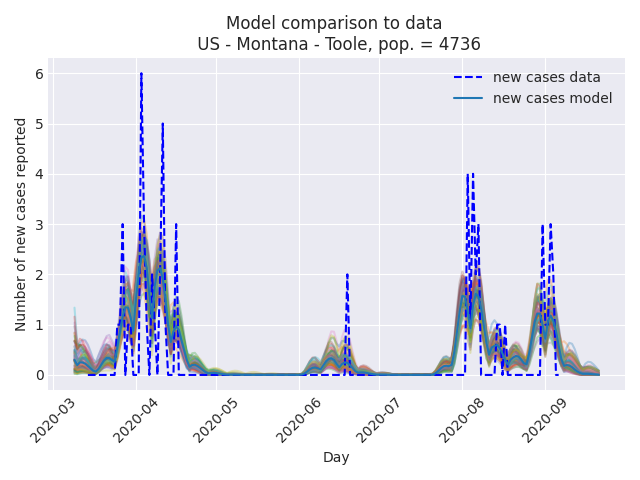 Model comparison to data
US - Montana - Toole, pop. = 4736
new cases data
new cases model
Number of new cases reported
6
5
4
3
2
1
0
2020-03
2020-04
2020-05
2020-06
2020-07
2020-08
2020-09
Day